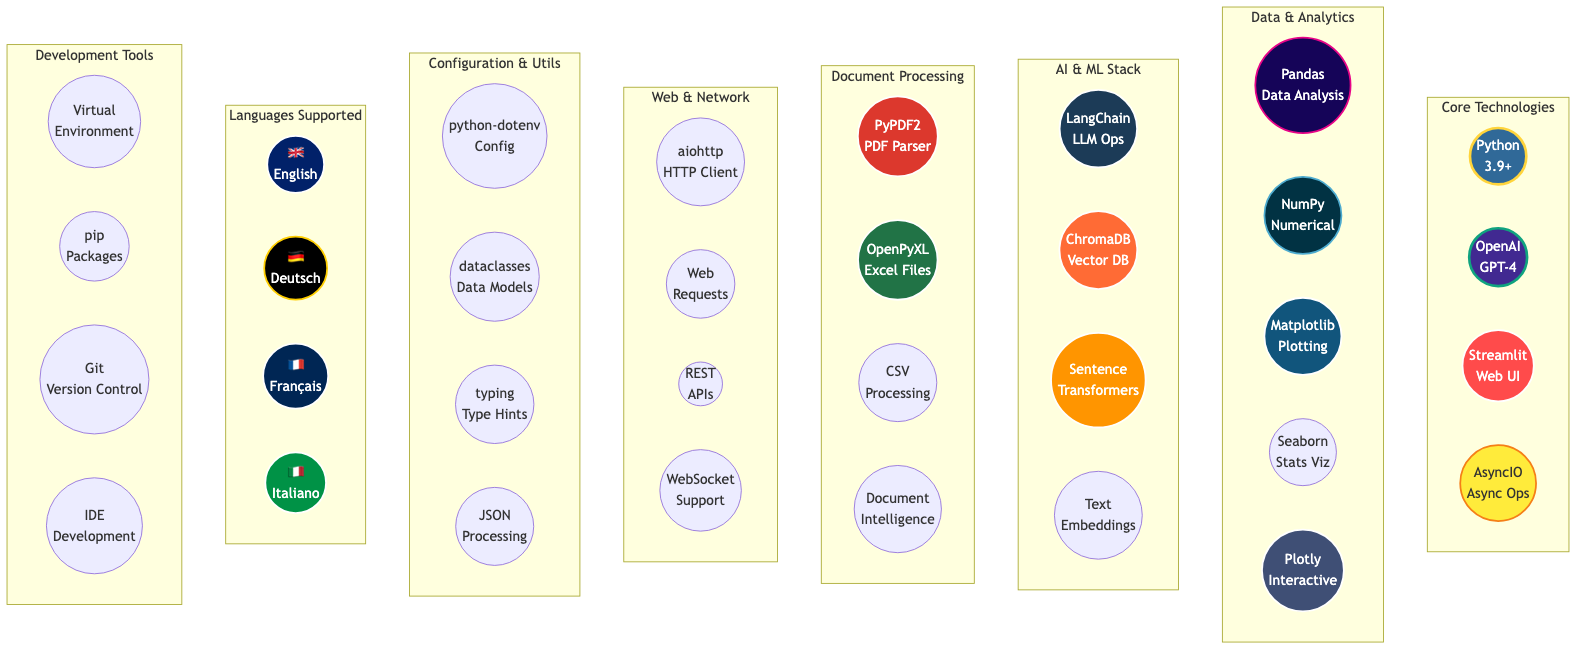 Development Tools
Virtual
Environment
pip
Packages
Git
Version Control
IDE
Development
Languages Supported
English
Deutsch
Français
Italiano
Configuration & Utils
python-dotenv
Config
dataclasses
Data Models
typing
Type Hints
JSON
Processing
Web & Network
aiohttp
HTTP Client
Web
Requests
REST
APIs
WebSocket
Support
Document Processing
PyPDF2
PDF Parser
OpenPyXL
Excel Files
CSV
Processing
Document
Intelligence
AI & ML Stack
LangChain
LLM Ops
ChromaDB
Vector DB
Sentence
Transformers
Text
Embeddings
Data & Analytics
Pandas
Data Analysis
NumPy
Numerical
Matplotlib
Plotting
Seaborn
Stats Viz
Plotly
Interactive
Core Technologies
Python
3.9+
OpenAI
GPT-4
Streamlit
Web UI
AsyncIO
Async Ops